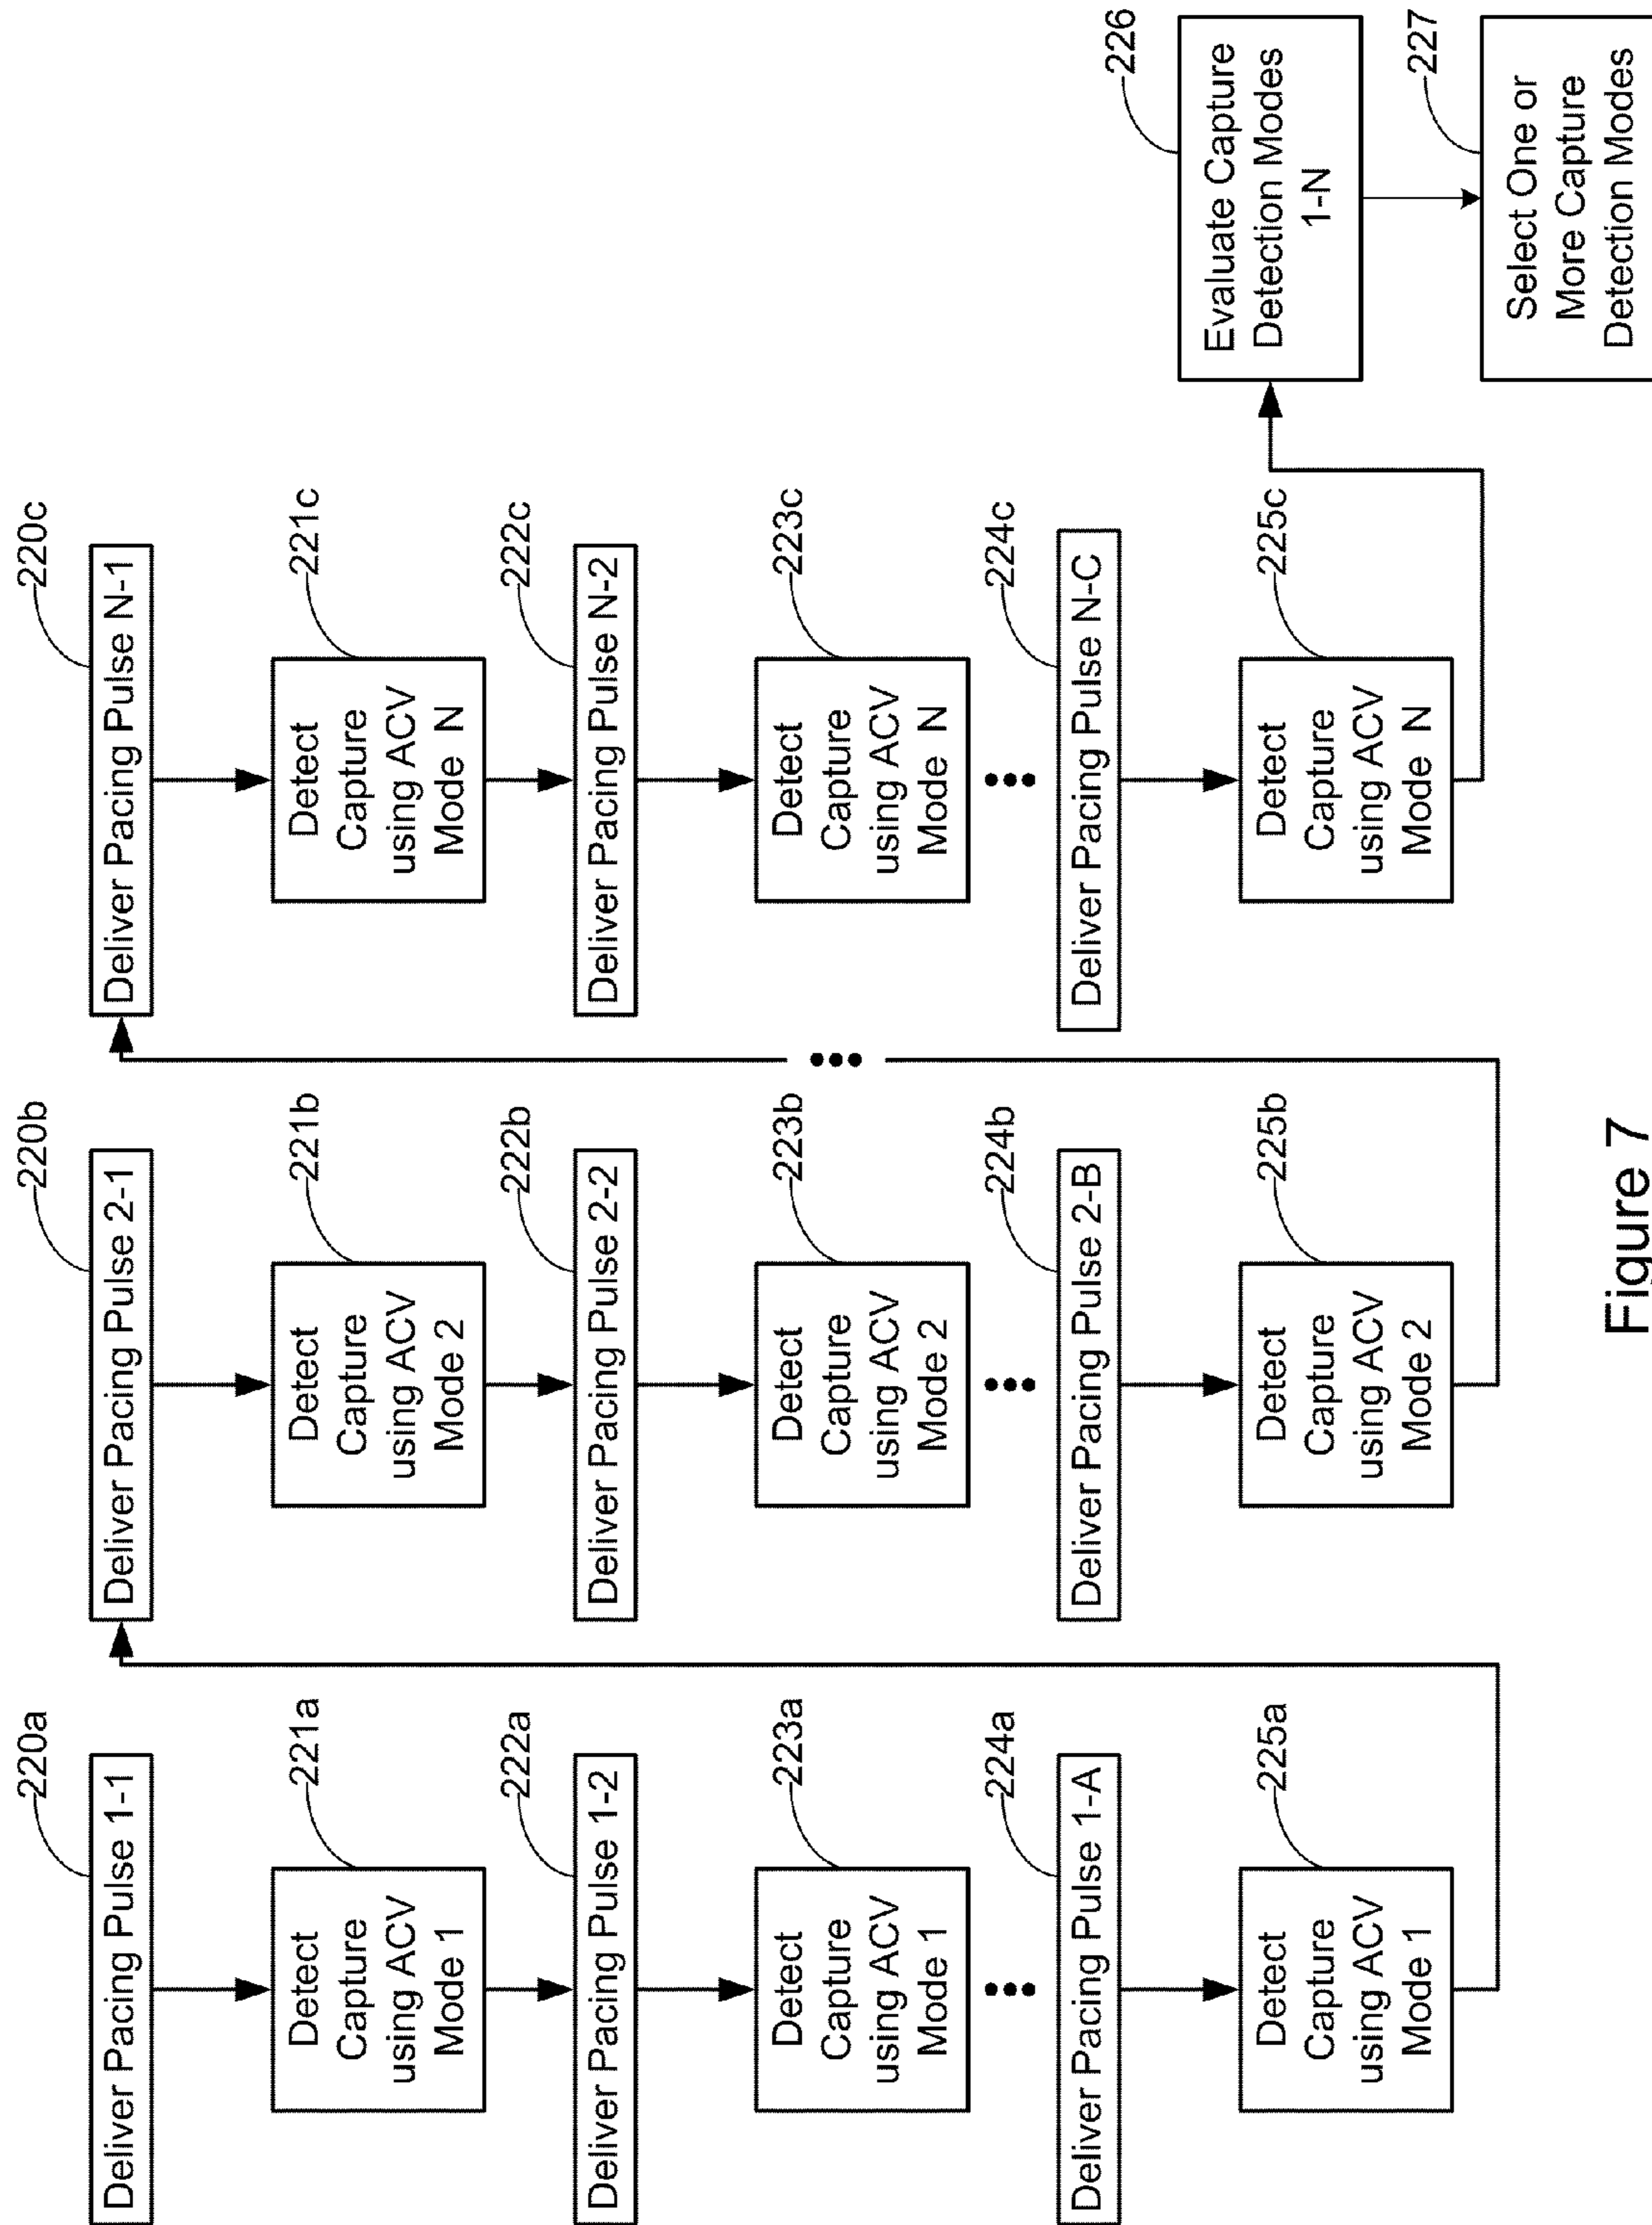 220a
Deliver Pacing Pulse 1-1
221a
Detect
Capture
using ACV
Mode 1
222a
Deliver Pacing Pulse 1-2
223a
Detect
Capture
using ACV
Mode 1
•••
224a
Deliver Pacing Pulse 1-A
225a
Detect
Capture
using ACV
Mode 1
220b
Deliver Pacing Pulse 2-1
221b
Detect
Capture
using ACV
Mode 2
222b
Deliver Pacing Pulse 2-2
223b
Detect
Capture
using ACV
Mode 2
•••
224b
Deliver Pacing Pulse 2-B
225b
Detect
Capture
using ACV
Mode 2
•••
220c
Deliver Pacing Pulse N-1
221c
Detect
Capture
using ACV
Mode N
222c
Deliver Pacing Pulse N-2
223c
Detect
Capture
using ACV
Mode N
•••
224c
Deliver Pacing Pulse N-C
225c
Detect
Capture
using ACV
Mode N
226
Evaluate Capture
Detection Modes
1-N
227
Select One or
More Capture
Detection Modes
Figure 7